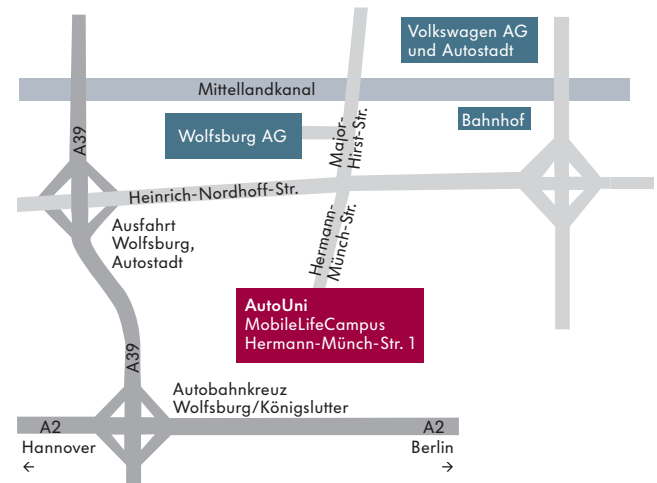 Volkswagen AG
und Autostadt
Mittellandkanal
Bahnhof
Wolfsburg AG
A39
Major-
Hirst-Str.
Heinrich-Nordhoff-Str.
Hermann-
Münch-Str.
Ausfahrt
Wolfsburg,
Autostadt
AutoUni
MobileLifeCampus
Hermann-Münch-Str. 1
A39
Autobahnkreuz
Wolfsburg/Königslutter
A2
A2
Hannover
←
Berlin
→